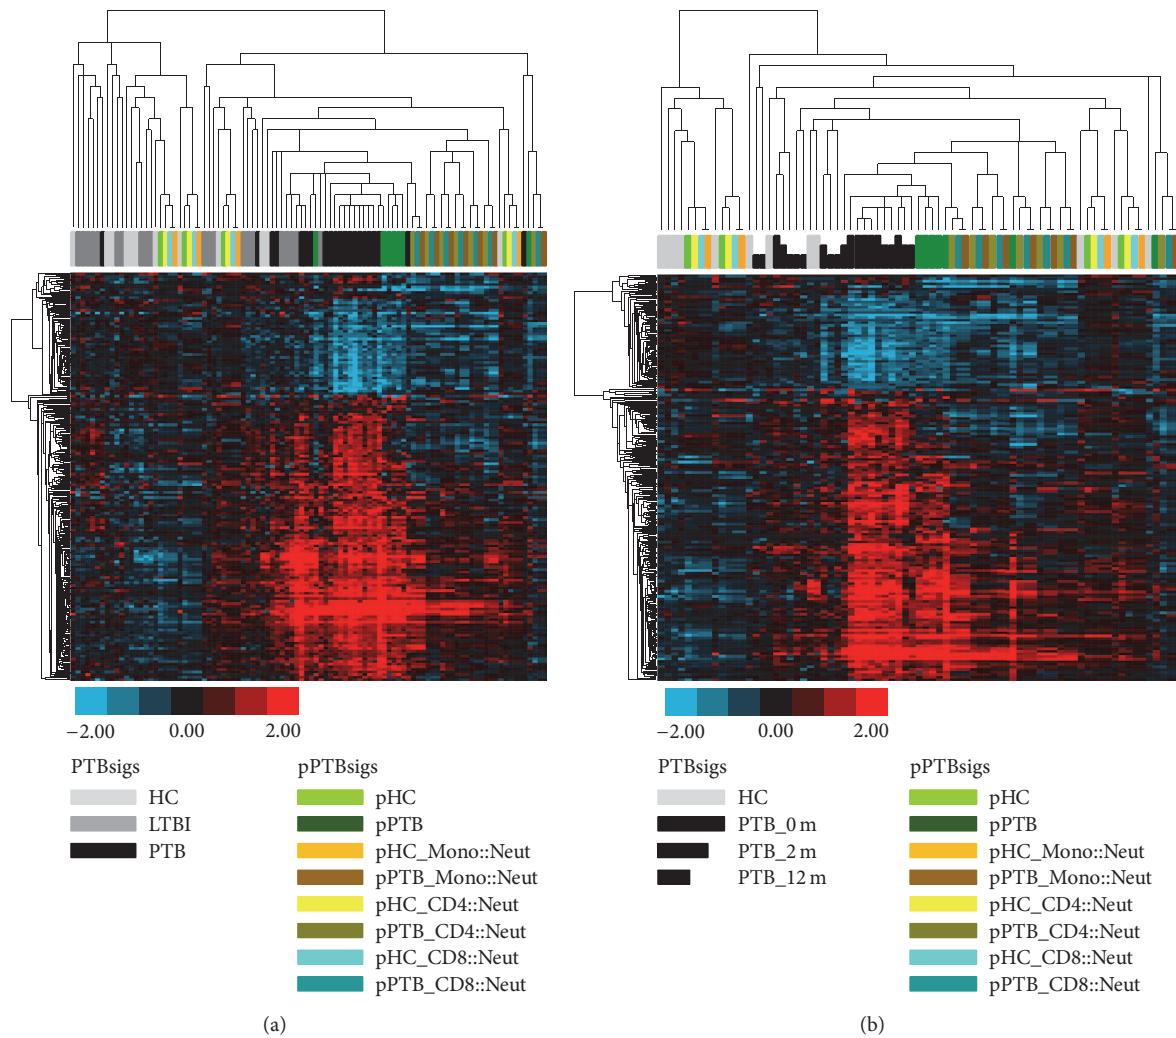 −2.00 0.00 2.00
PTBsigs
HC
LTBI
PTB
pPTBsigs
pHC
pPTB
pHC_Mono::Neut
pPTB_Mono::Neut
pHC_CD4::Neut
pPTB_CD4::Neut
pHC_CD8::Neut
pPTB_CD8::Neut
(a)
−2.00 0.00 2.00
PTBsigs
HC
PTB_0 m
PTB_2 m
PTB_12 m
pPTBsigs
pHC
pPTB
pHC_Mono::Neut
pPTB_Mono::Neut
pHC_CD4::Neut
pPTB_CD4::Neut
pHC_CD8::Neut
pPTB_CD8::Neut
(b)